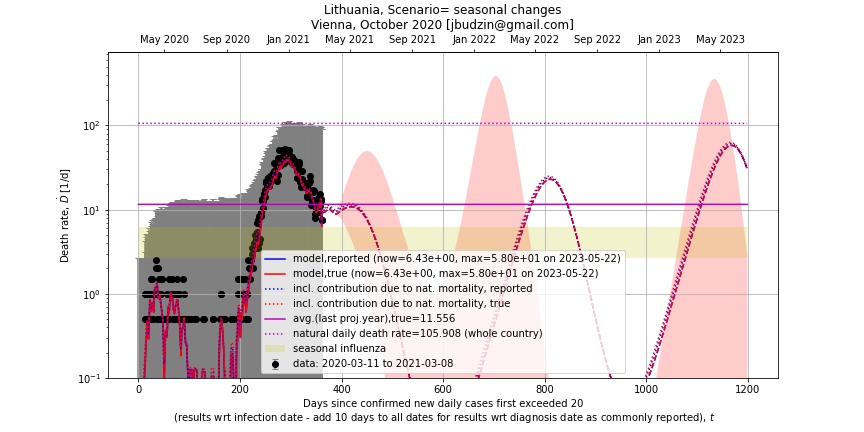 Lithuania, Scenario= seasonal changes
Vienna, October 2020 [jbudzin@gmail.com]
May 2020 Sep 2020 Jan 2021 May 2021 Sep 2021 Jan 2022 May 2022 Sep 2022 Jan 2023 May 2023
Death rate, D [1/d]
10² 
10¹
10⁰
10⁻¹
model,reported (now=6.43e+00, max=5.80e+01 on 2023-05-22)
model,true (now=6.43e+00, max=5.80e+01 on 2023-05-22)
incl. contribution due to nat. mortality, reported
incl. contribution due to nat. mortality, true
avg.(last proj.year),true=11.556
natural daily death rate=105.908 (whole country)
seasonal influenza
data: 2020-03-11 to 2021-03-08
0 200 400 600 800 1000 1200
Days since confirmed new daily cases first exceeded 20
(results wrt infection date - add 10 days to all dates for results wrt diagnosis date as commonly reported), t